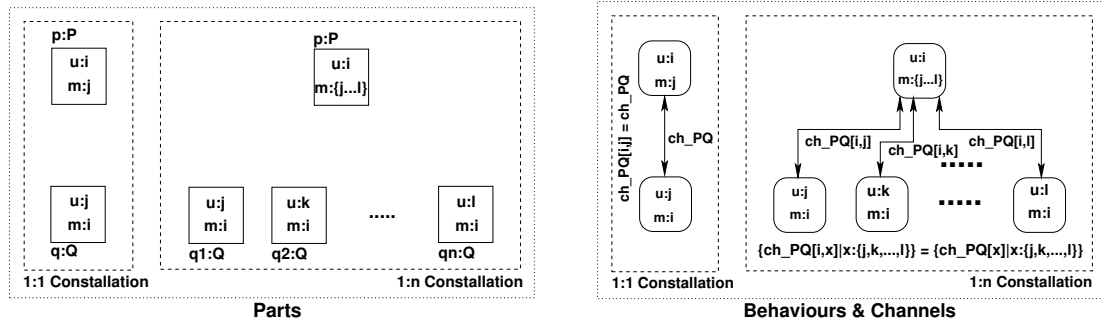 p:P
u:i
m:j
u:j
m:i
q:Q
1:1 Constallation
p:P
u:i
m:{j...l}
u:j
m:i
q1:Q
u:k
m:i
q2:Q
.....
u:l
m:i
qn:Q
1:n Constallation
Parts
ch_PQ[i,j] = ch_PQ
u:i
m:j
ch_PQ
u:j
m:i
1:1 Constallation
u:i
m:{j...l}
ch_PQ[i,j]
ch_PQ[i,k]
ch_PQ[i,l]
.....
u:j
m:i
u:k
m:i
.....
u:l
m:i
{ch_PQ[i,x]|x:{j,k,...,l}} = {ch_PQ[x]|x:{j,k,...,l}}
1:n Constallation
Behaviours & Channels